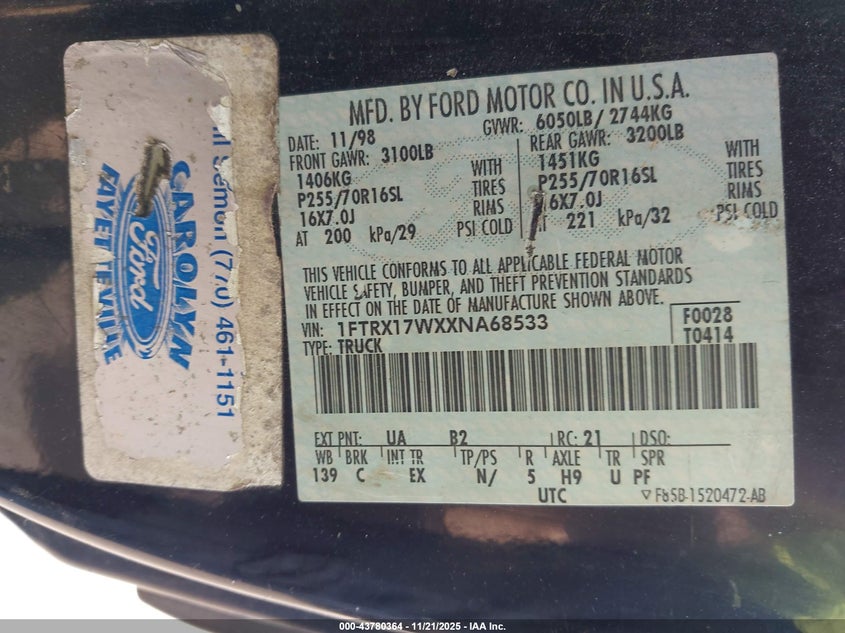 CAROLYN
Ford
FAYETTEVILLE
Semon (770) 461-1151
MFD. BY FORD MOTOR CO. IN U.S.A.
DATE: 11/98 GVWR: 6050LB/ 2744KG
FRONT GAWR: 3100LB REAR GAWR: 3200LB
1406KG WITH 1451KG WITH
P255/70R16SL TIRES P255/70R16SL TIRES
16X7.0J RIMS 16X7.0J RIMS
AT 200 kPa/29 PSI COLD 221 kPa/32 PSI COLD
THIS VEHICLE CONFORMS TO ALL APPLICABLE FEDERAL MOTOR
VEHICLE SAFETY, BUMPER, AND THEFT PREVENTION STANDARDS
IN EFFECT ON THE DATE OF MANUFACTURE SHOWN ABOVE.
VIN: 1FTRX17WXXNA68533 F0028
TYPE: TRUCK T0414
EXT PNT: UA B2 RC: 21 DSO:
WB BRK INT TR TP/PS R AXLE TR SPR
139 C EX N/ 5 H9 U PF
UTC ▽ F85B-1520472-AB
000-43780364 - 11/21/2025 - IAA Inc.